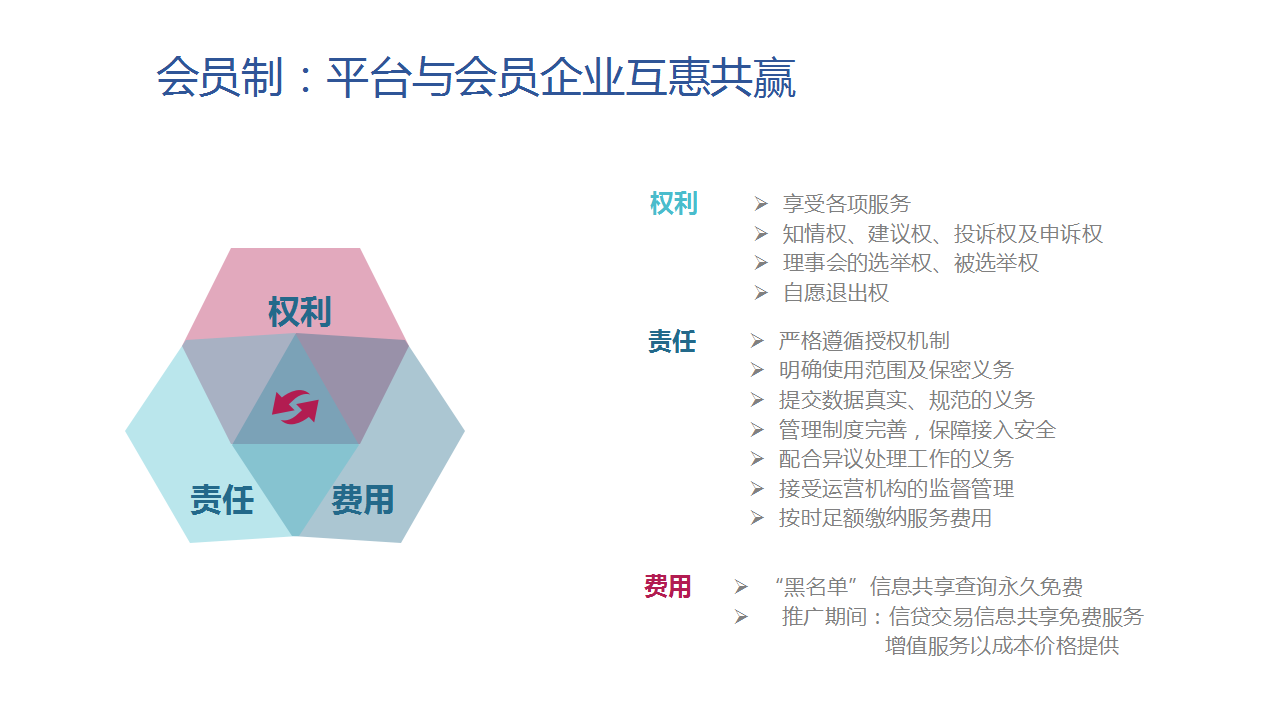 会员制：平台与会员企业互惠共赢
权利
责任
费用
权利
➢ 享受各项服务
➢ 知情权、建议权、投诉权及申诉权
➢ 理事会的选举权、被选举权
➢ 自愿退出权
责任
➢ 严格遵循授权机制
➢ 明确使用范围及保密义务
➢ 提交数据真实、规范的义务
➢ 管理制度完善，保障接入安全
➢ 配合异议处理工作的义务
➢ 接受运营机构的监督管理
➢ 按时足额缴纳服务费用
费用
➢ “黑名单”信息共享查询永久免费
➢ 推广期间：信贷交易信息共享免费服务
增值服务以成本价格提供